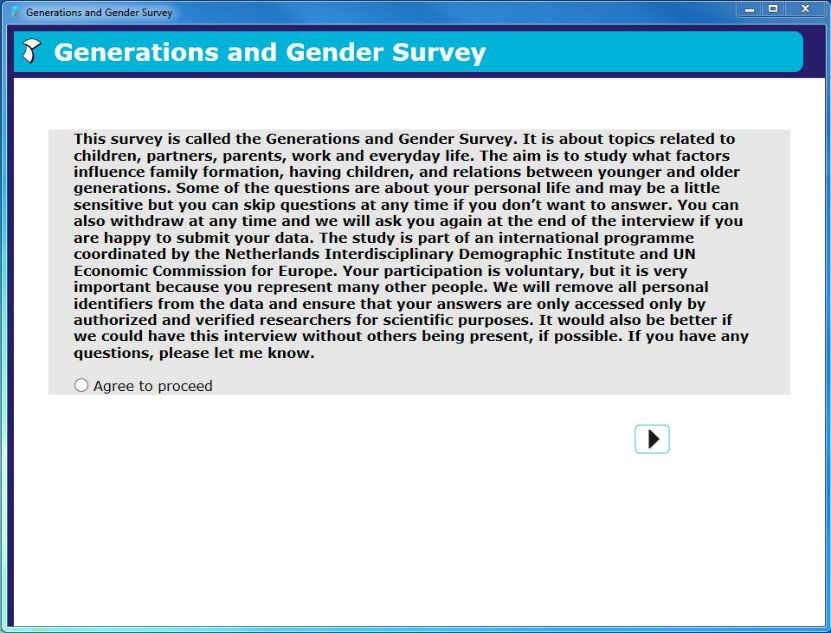 Generations and Gender Survey
Generations and Gender Survey
This survey is called the Generations and Gender Survey. It is about topics related to
children, partners, parents, work and everyday life. The aim is to study what factors
influence family formation, having children, and relations between younger and older
generations. Some of the questions are about your personal life and may be a little
sensitive but you can skip questions at any time if you don’t want to answer. You can
also withdraw at any time and we will ask you again at the end of the interview if you
are happy to submit your data. The study is part of an international programme
coordinated by the Netherlands Interdisciplinary Demographic Institute and UN
Economic Commission for Europe. Your participation is voluntary, but it is very
important because you represent many other people. We will remove all personal
identifiers from the data and ensure that your answers are only accessed only by
authorized and verified researchers for scientific purposes. It would also be better if
we could have this interview without others being present, if possible. If you have any
questions, please let me know.
Agree to proceed